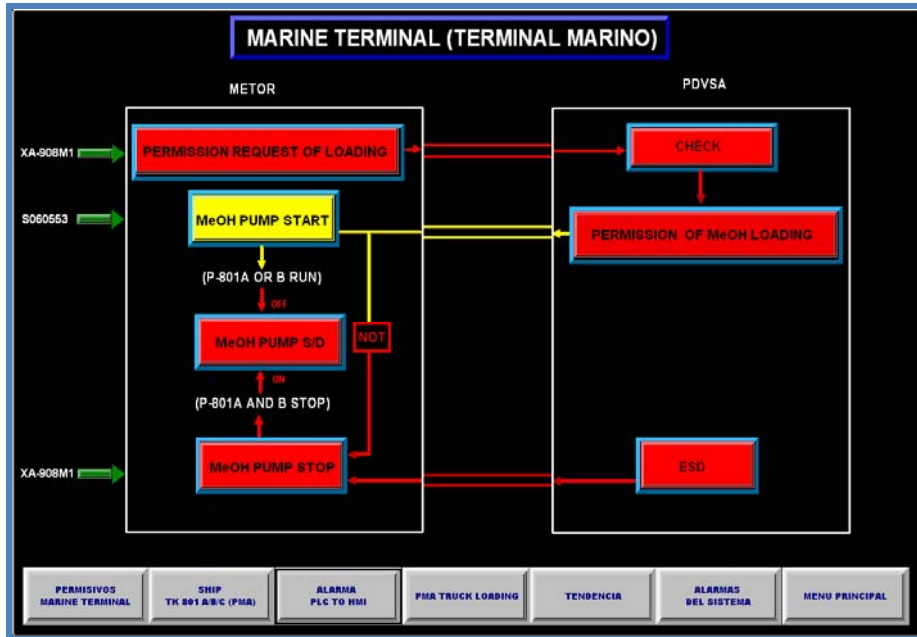 MARINE TERMINAL (TERMINAL MARINO)
METOR
PDVSA
XA-908M1
PERMISSION REQUEST OF LOADING
CHECK
S060553
MeOH PUMP START
PERMISSION OF MeOH LOADING
(P-801A OR B RUN)
OFF
MeOH PUMP S/D
NOT
ON
(P-801A AND B STOP)
XA-908M1
MeOH PUMP STOP
ESD
PERMISIVOS
MARINE TERMINAL
SHIP
TK 801 A/B/C (PMA)
ALARMA
PLC TO HMI
PMA TRUCK LOADING
TENDENCIA
ALARMAS
DEL SISTEMA
MENU PRINCIPAL